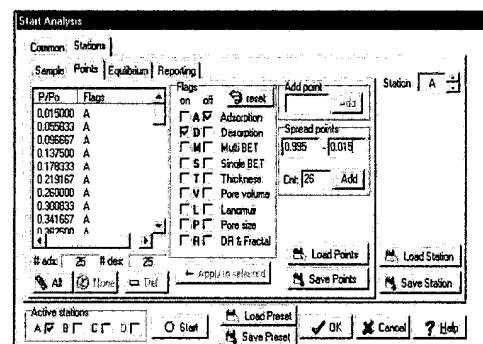 Start Analysis
Common Stations
Sample Points Equilibrium Reporting
Station A
P/Po Flags
0.015000 A
0.055833 A
0.096667 A
0.137500 A
0.178333 A
0.219167 A
0.260000 A
0.300833 A
0.341667 A
0.382500 A
# ads: 25 # des: 25
All None Del
Flags
on off reset
A Adsorption
D Desorption
M Multi BET
S Single BET
T Thickness
V Pore volume
L Langmuir
P Pore size
R DR & Fractal
← Apply to selected
Add point
Add
Spread points
0.995 - 0.015
Cnt: 26 Add
Load Points
Save Points
Load Station
Save Station
Active stations
A B C D
Start
Load Preset
Save Preset
OK
Cancel
? Help